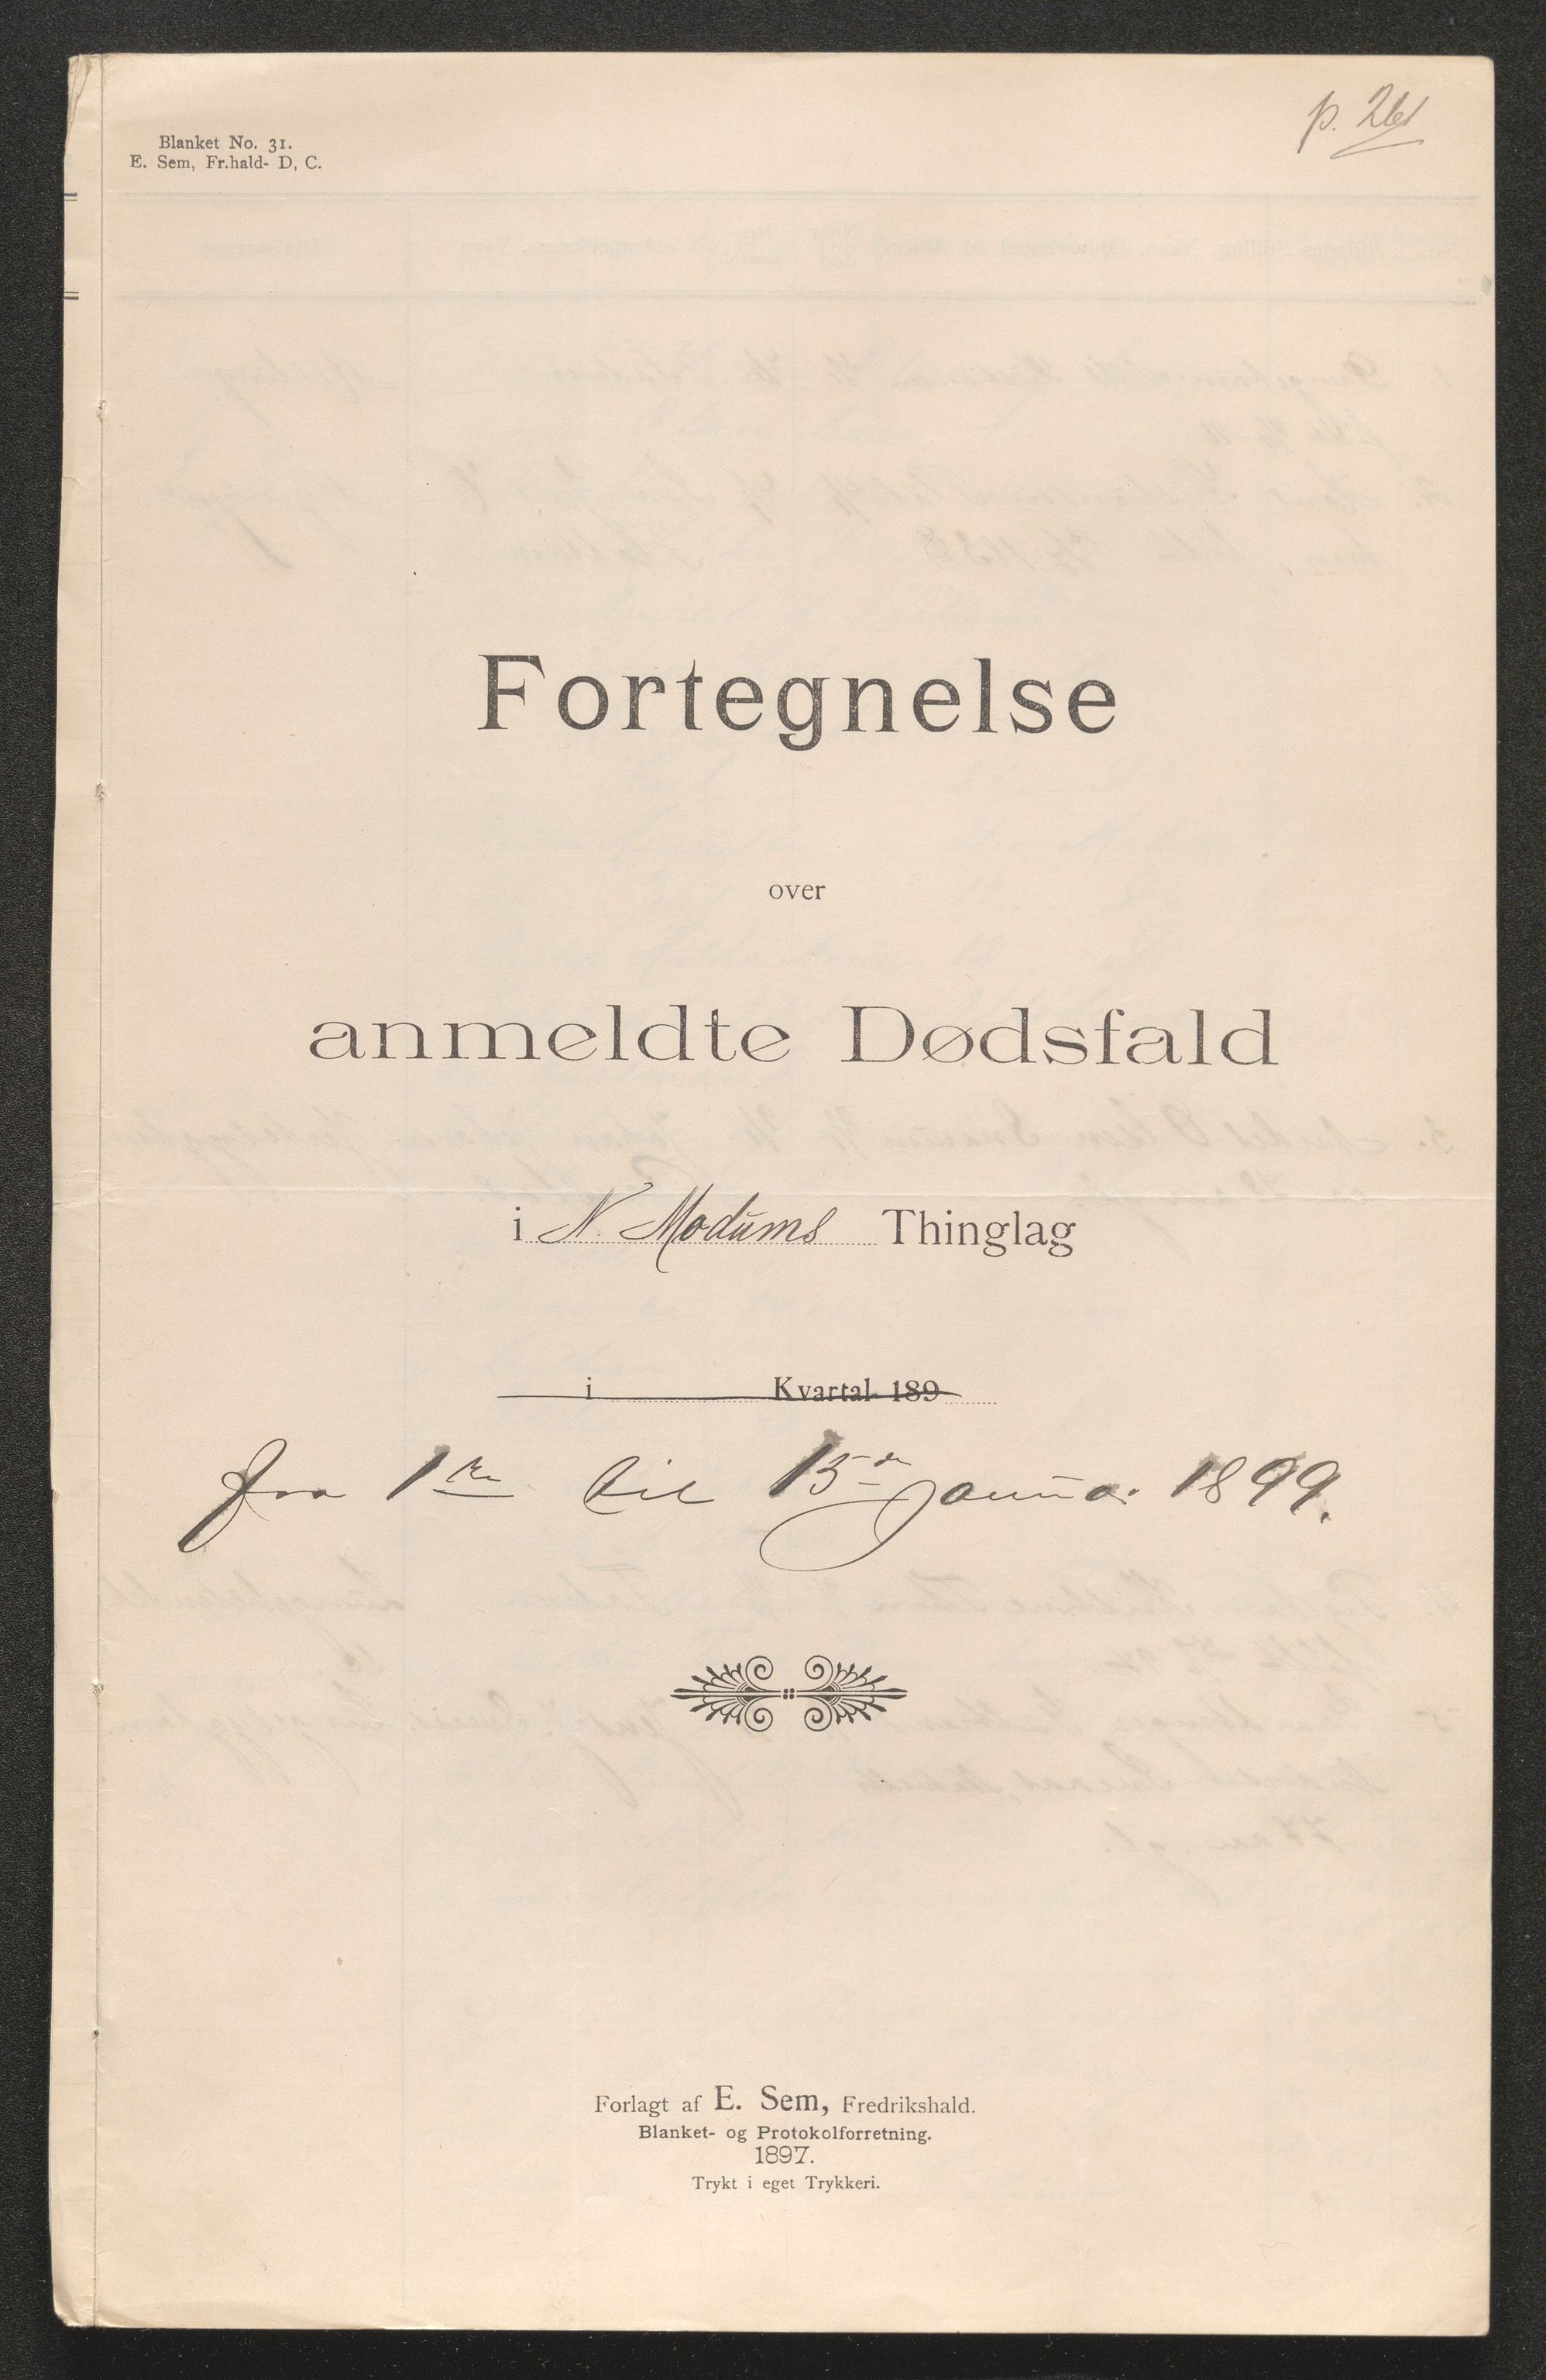 Blanket No. 31.
E. Sem, Fr.hald- D, C.
p. 261
Fortegnelse
over
anmeldte Dødsfald
i N. Modums Thinglag
i Kvartal 189
fra 1ste til 15de Januar 1899.
Forlagt af E. Sem, Fredrikshald.
Blanket- og Protokolforretning.
1897.
Trykt i eget Trykkeri.